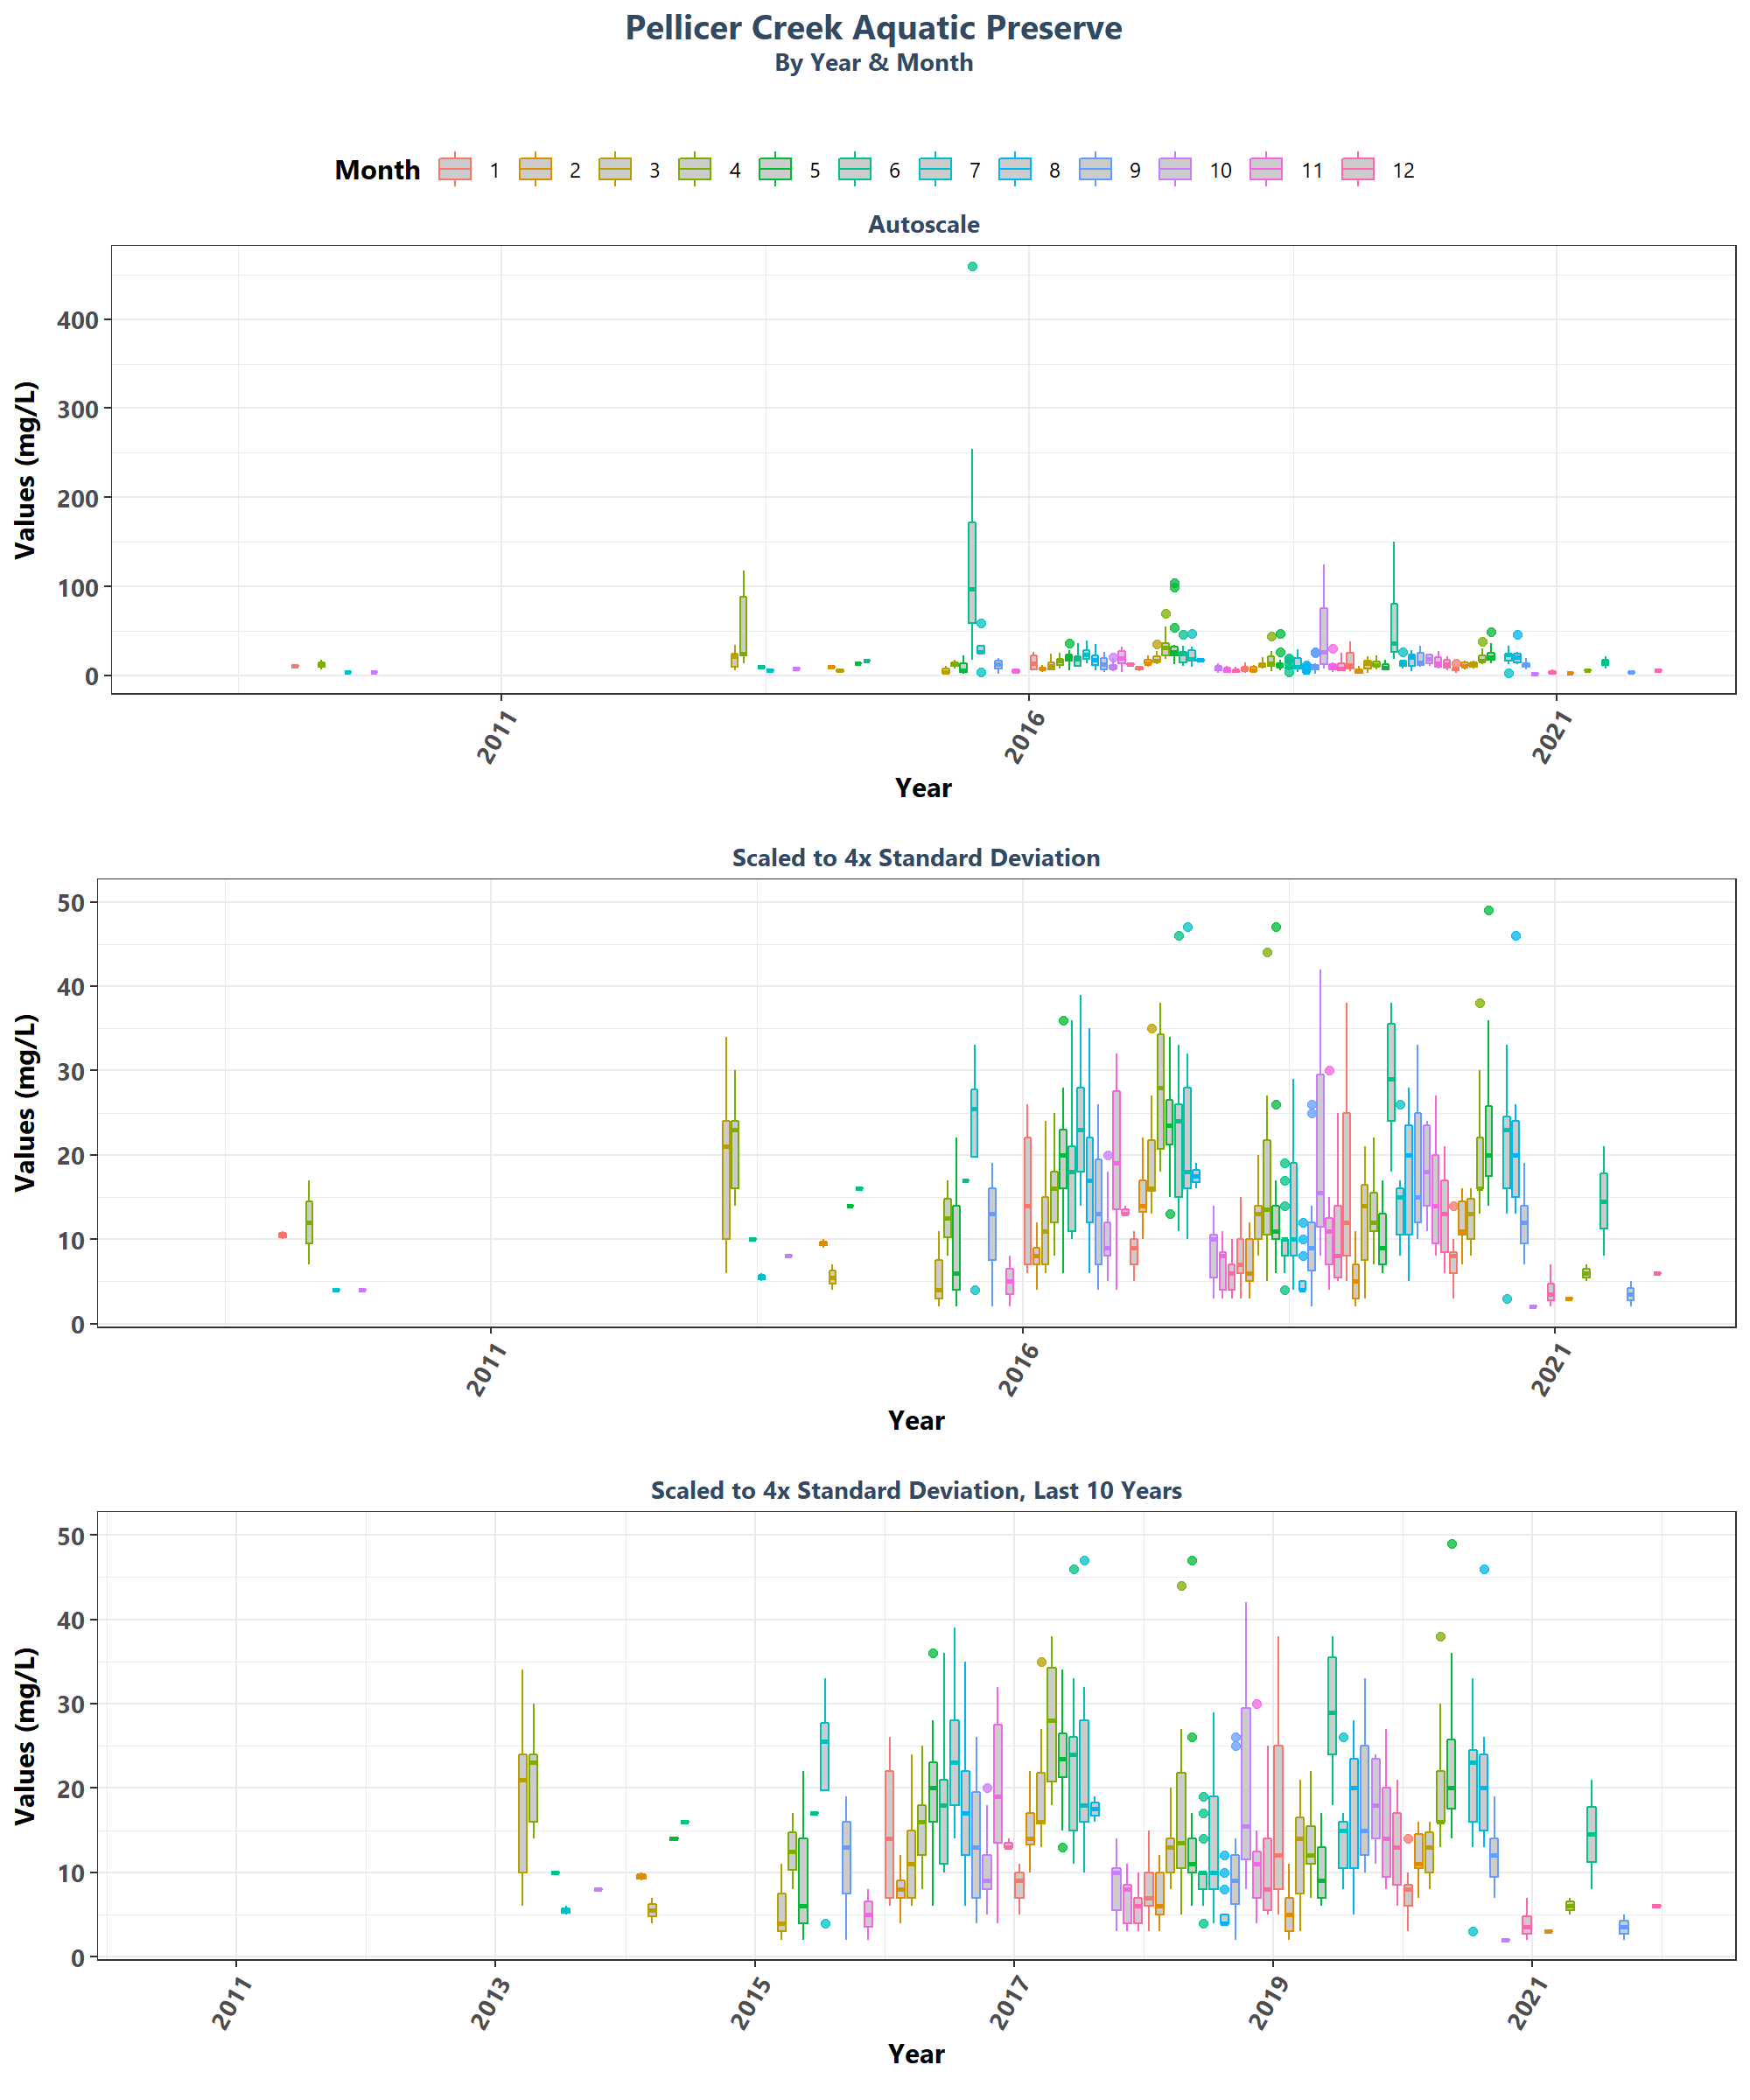 Pellicer Creek Aquatic Preserve
By Year & Month
Month 1 2 3 4 5 6 7 8 9 10 11 12
Autoscale
Values (mg/L)
400
300
200
100
0
2011 2016 2021
Year
Scaled to 4x Standard Deviation
Values (mg/L)
50
40
30
20
10
0
2011 2016 2021
Year
Scaled to 4x Standard Deviation, Last 10 Years
Values (mg/L)
50
40
30
20
10
0
2011 2013 2015 2017 2019 2021
Year